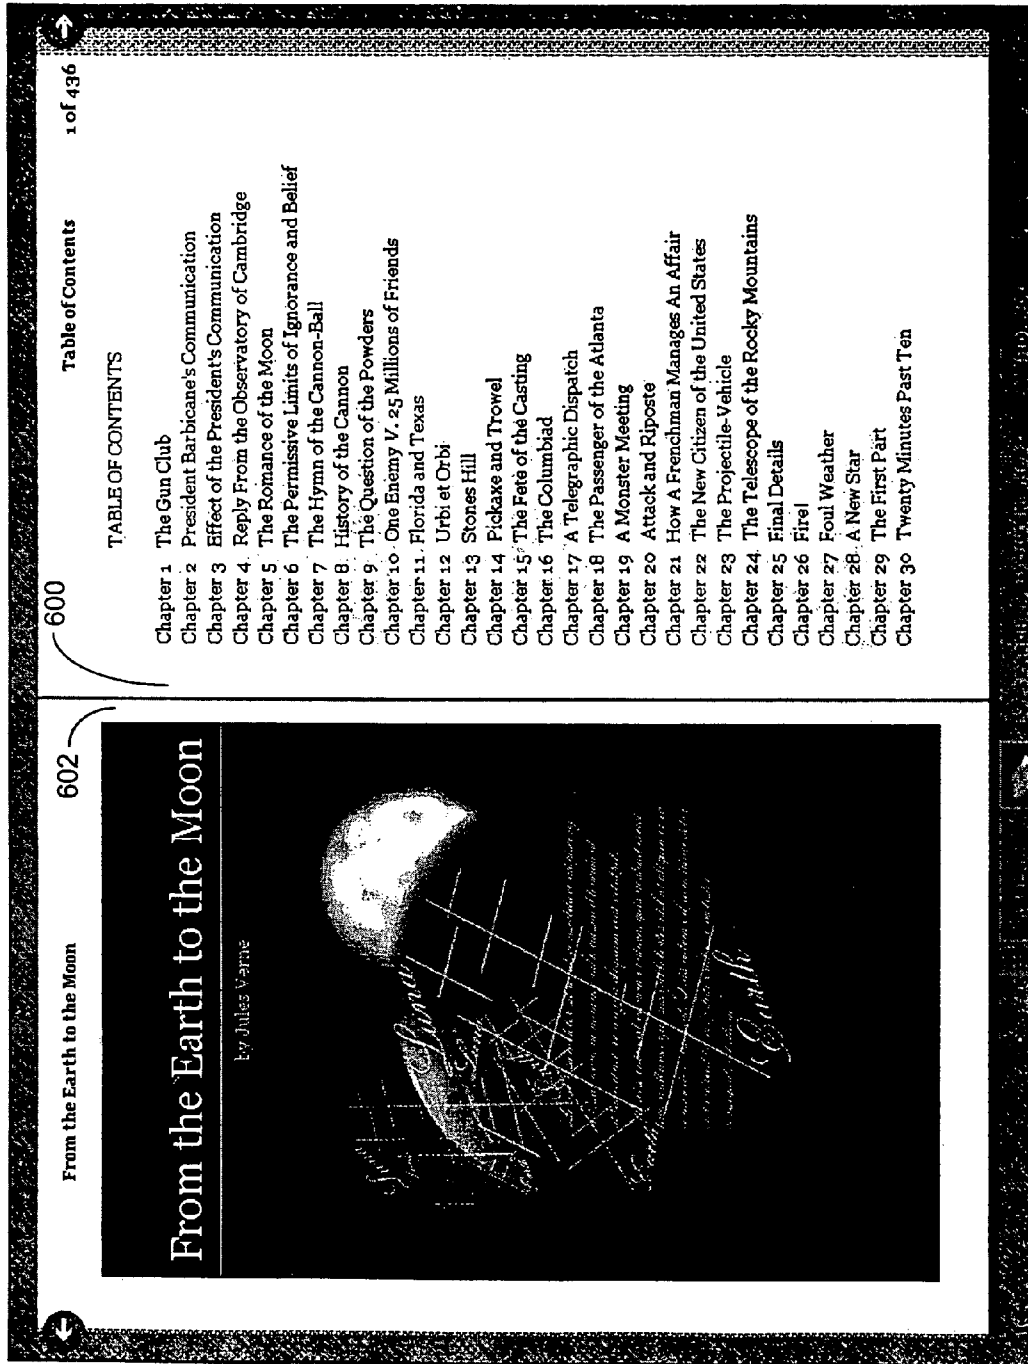 From the Earth to the Moon
602
From the Earth to the Moon
by Jules Verne
Luna
Earth
Table of Contents
1 of 436
600
TABLE OF CONTENTS
Chapter 1 The Gun Club
Chapter 2 President Barbicane's Communication
Chapter 3 Effect of the President's Communication
Chapter 4 Reply From the Observatory of Cambridge
Chapter 5 The Romance of the Moon
Chapter 6 The Permissive Limits of Ignorance and Belief
Chapter 7 The Hymn of the Cannon-Ball
Chapter 8 History of the Cannon
Chapter 9 The Question of the Powders
Chapter 10 One Enemy V. 25 Millions of Friends
Chapter 11 Florida and Texas
Chapter 12 Urbi et Orbi
Chapter 13 Stones Hill
Chapter 14 Pickaxe and Trowel
Chapter 15 The Fete of the Casting
Chapter 16 The Columbiad
Chapter 17 A Telegraphic Dispatch
Chapter 18 The Passenger of the Atlanta
Chapter 19 A Monster Meeting
Chapter 20 Attack and Riposte
Chapter 21 How A Frenchman Manages An Affair
Chapter 22 The New Citizen of the United States
Chapter 23 The Projectile-Vehicle
Chapter 24 The Telescope of the Rocky Mountains
Chapter 25 Final Details
Chapter 26 Fire!
Chapter 27 Foul Weather
Chapter 28 A New Star
Chapter 29 The First Part
Chapter 30 Twenty Minutes Past Ten